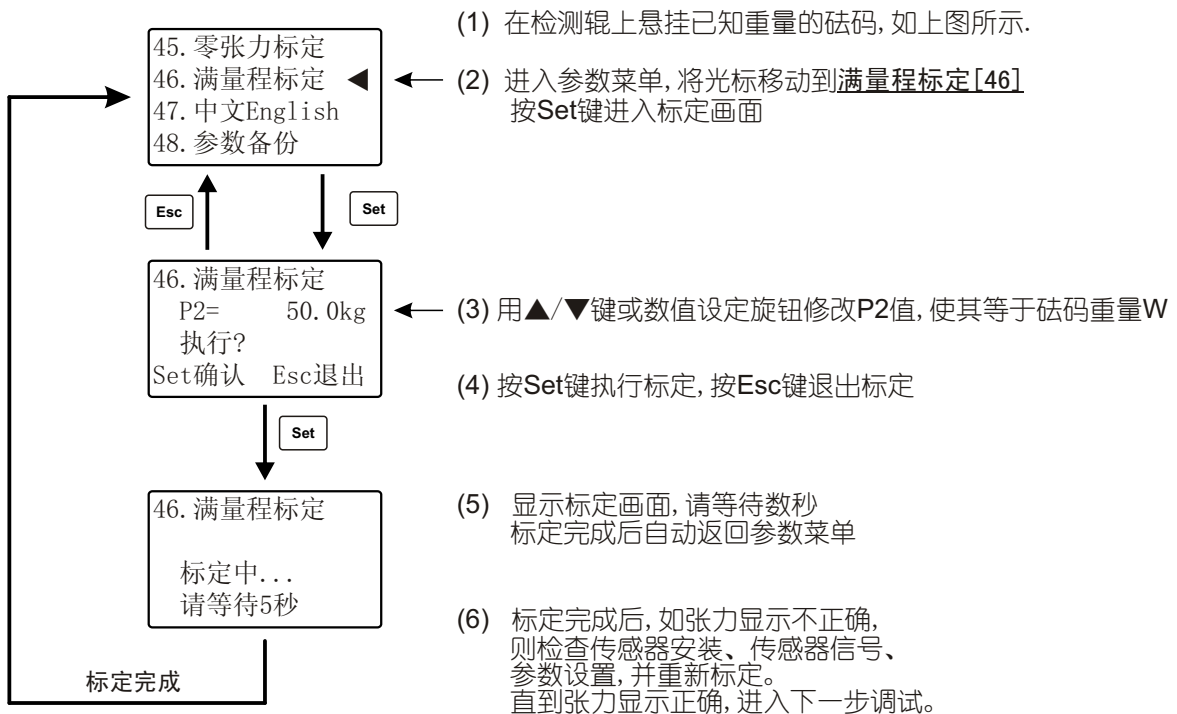 45.零张力标定
46.满量程标定 ◀
47.中文English
48.参数备份
Esc
Set
46.满量程标定
P2= 50.0kg
执行?
Set确认 Esc退出
Set
46.满量程标定
标定中...
请等待5秒
标定完成
(1) 在检测辊上悬挂已知重量的砝码,如上图所示.
(2) 进入参数菜单,将光标移动到满量程标定[46]
按Set键进入标定画面
(3) 用▲/▼键或数值设定旋钮修改P2值,使其等于砝码重量W
(4) 按Set键执行标定,按Esc键退出标定
(5) 显示标定画面,请等待数秒
标定完成后自动返回参数菜单
(6) 标定完成后,如张力显示不正确,
则检查传感器安装、传感器信号、
参数设置,并重新标定。
直到张力显示正确,进入下一步调试。